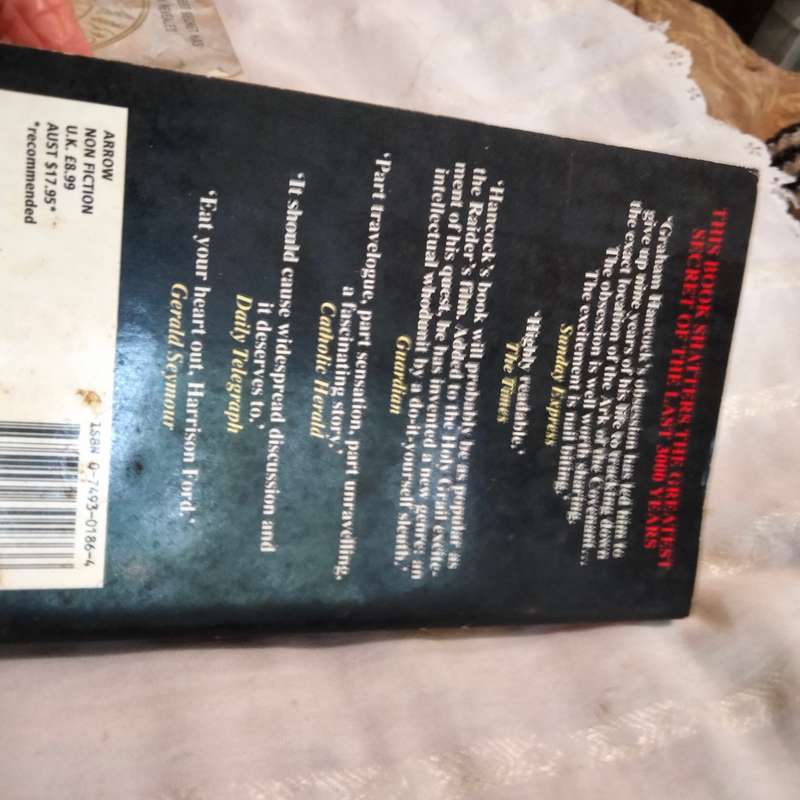 THIS BOOK SHATTERS THE GREATEST
SECRET OF THE LAST 3000 YEARS
'Graham Hancock's obsession has led him to
give up nine years of his life to tracking down
the exact location of the Ark of the Covenant...
The obsession is well worth sharing.
The excitement is nail biting.'
Sunday Express
'Highly readable.'
The Times
'Hancock's book will probably be as popular as
the Raider's film. Added to the Holy Grail excite-
ment of his quest, he has invented a new genre: an
intellectual whodunit by a do-it-yourself sleuth.'
Guardian
'Part travelogue, part sensation, part unravelling,
a fascinating story.'
Catholic Herald
'It should cause widespread discussion and
it deserves to.'
Daily Telegraph
'Eat your heart out, Harrison Ford.'
Gerald Seymour
ARROW
NON FICTION
U.K. £8.99
AUST $17.95*
*recommended
ISBN 0-7493-0186-4